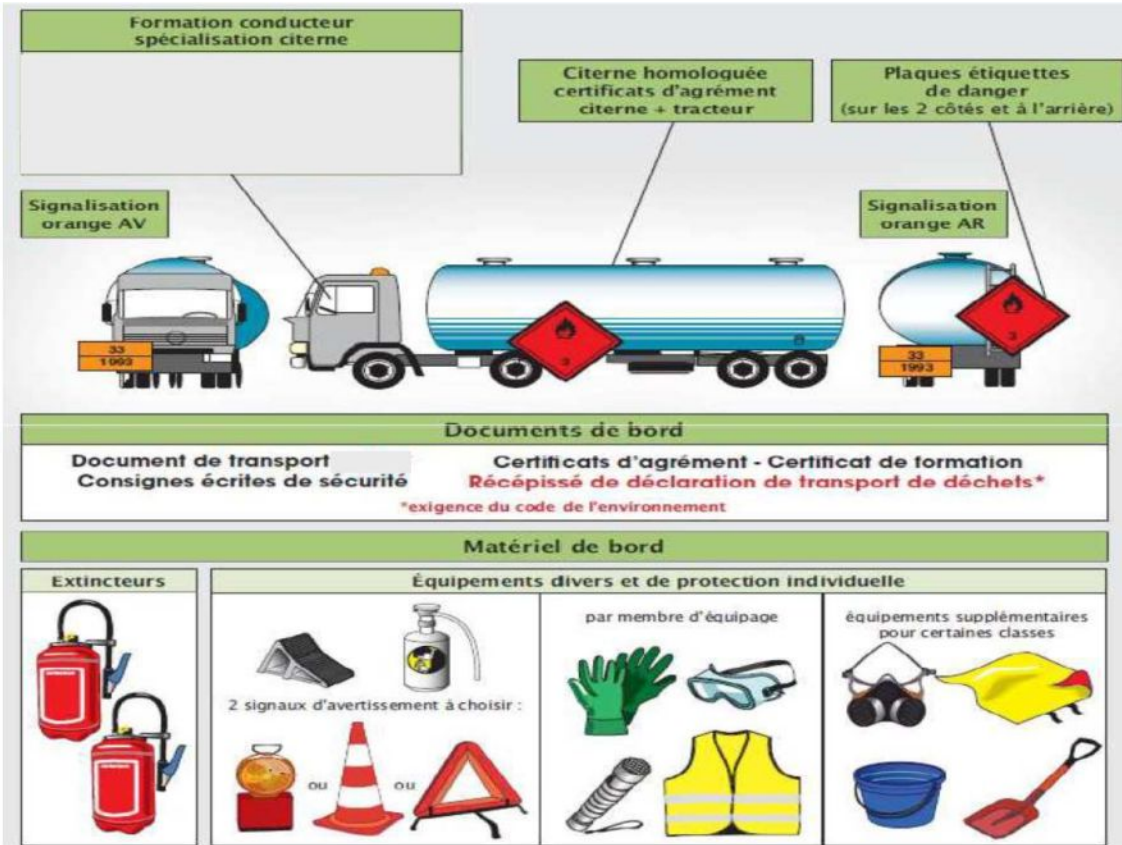 Formation conducteur
spécialisation citerne
Citerne homologuée
certificats d'agrément
citerne + tracteur
Plaques étiquettes
de danger
(sur les 2 côtés et à l'arrière)
Signalisation
orange AV
Signalisation
orange AR
33
1993
3
3
33
1993
Documents de bord
Document de transport
Consignes écrites de sécurité
Certificats d'agrément - Certificat de formation
Récépissé de déclaration de transport de déchets*
*exigence du code de l'environnement
Matériel de bord
Extincteurs
Équipements divers et de protection individuelle
2 signaux d'avertissement à choisir :
ou
ou
par membre d'équipage
équipements supplémentaires
pour certaines classes